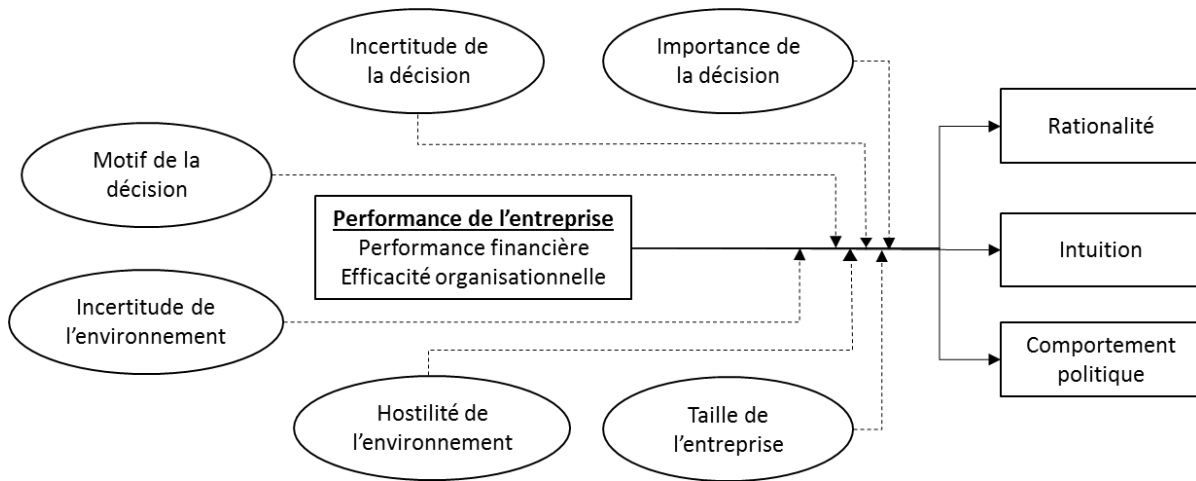 Incertitude de
la décision
Importance de
la décision
Rationalité
Motif de la
décision
Performance de l’entreprise
Performance financière
Efficacité organisationnelle
Intuition
Incertitude de
l’environnement
Comportement
politique
Hostilité de
l’environnement
Taille de
l’entreprise